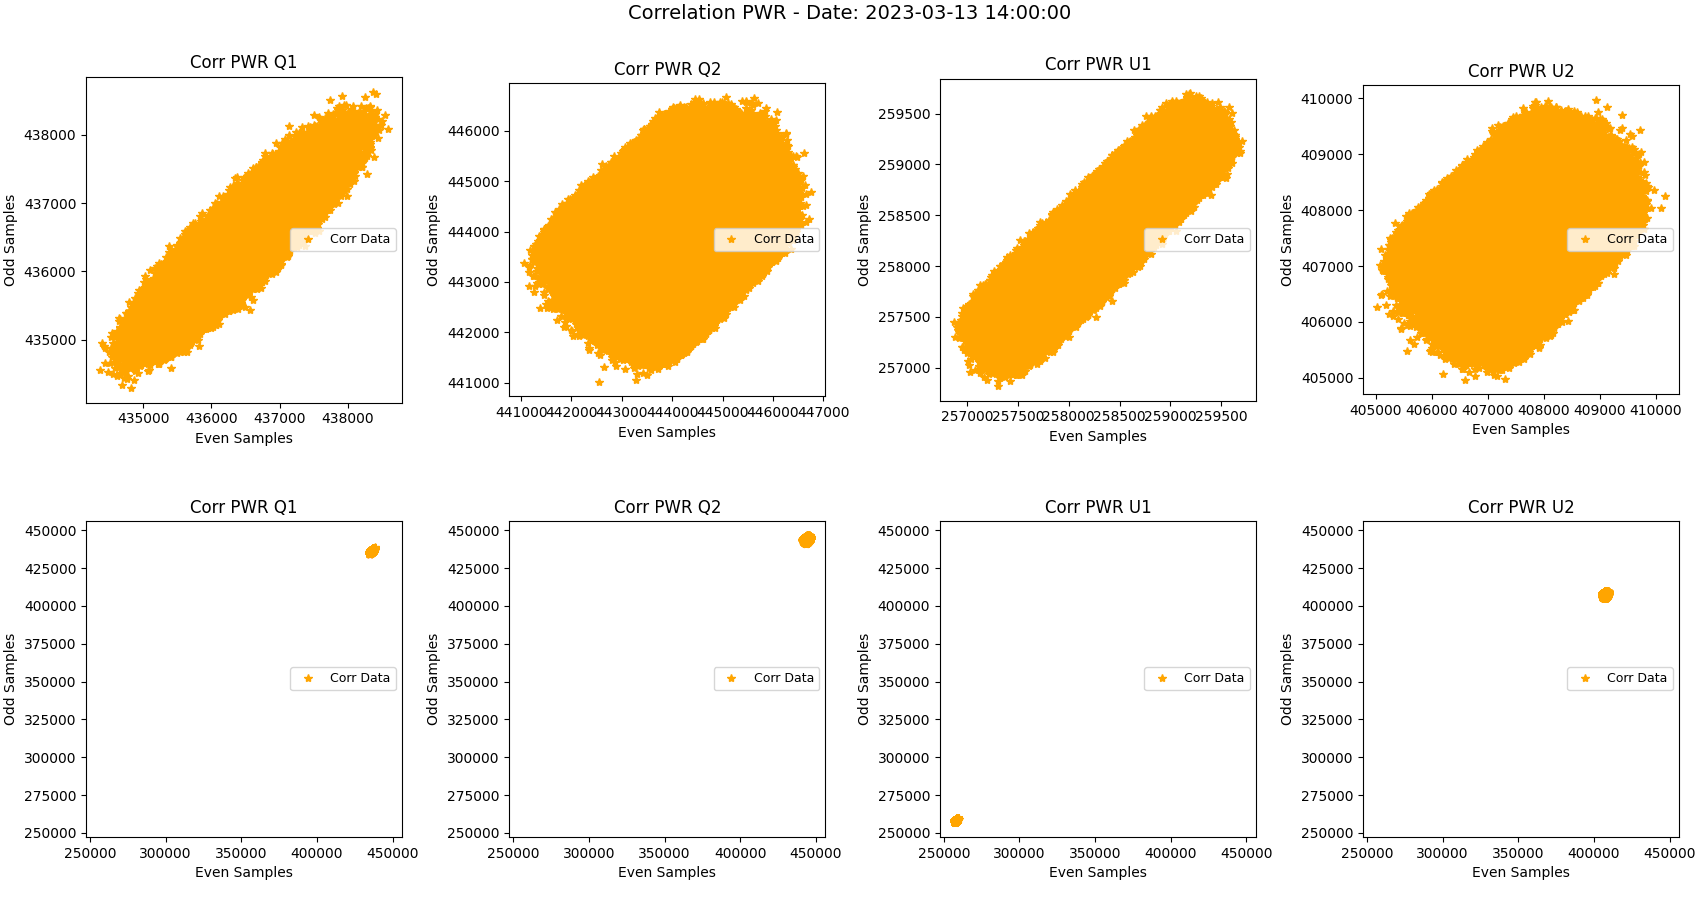 Correlation PWR - Date: 2023-03-13 14:00:00
Corr PWR Q1
438000
437000
436000
435000
Odd Samples
Corr Data
435000 436000 437000 438000
Even Samples
Corr PWR Q2
446000
445000
444000
443000
442000
441000
Odd Samples
Corr Data
441000 442000 443000 444000 445000 446000 447000
Even Samples
Corr PWR U1
259500
259000
258500
258000
257500
257000
Odd Samples
Corr Data
257000 257500 258000 258500 259000 259500
Even Samples
Corr PWR U2
410000
409000
408000
407000
406000
405000
Odd Samples
Corr Data
405000 406000 407000 408000 409000 410000
Even Samples
Corr PWR Q1
450000
425000
400000
375000
350000
325000
300000
275000
250000
Odd Samples
Corr Data
250000 300000 350000 400000 450000
Even Samples
Corr PWR Q2
450000
425000
400000
375000
350000
325000
300000
275000
250000
Odd Samples
Corr Data
250000 300000 350000 400000 450000
Even Samples
Corr PWR U1
450000
425000
400000
375000
350000
325000
300000
275000
250000
Odd Samples
Corr Data
250000 300000 350000 400000 450000
Even Samples
Corr PWR U2
450000
425000
400000
375000
350000
325000
300000
275000
250000
Odd Samples
Corr Data
250000 300000 350000 400000 450000
Even Samples